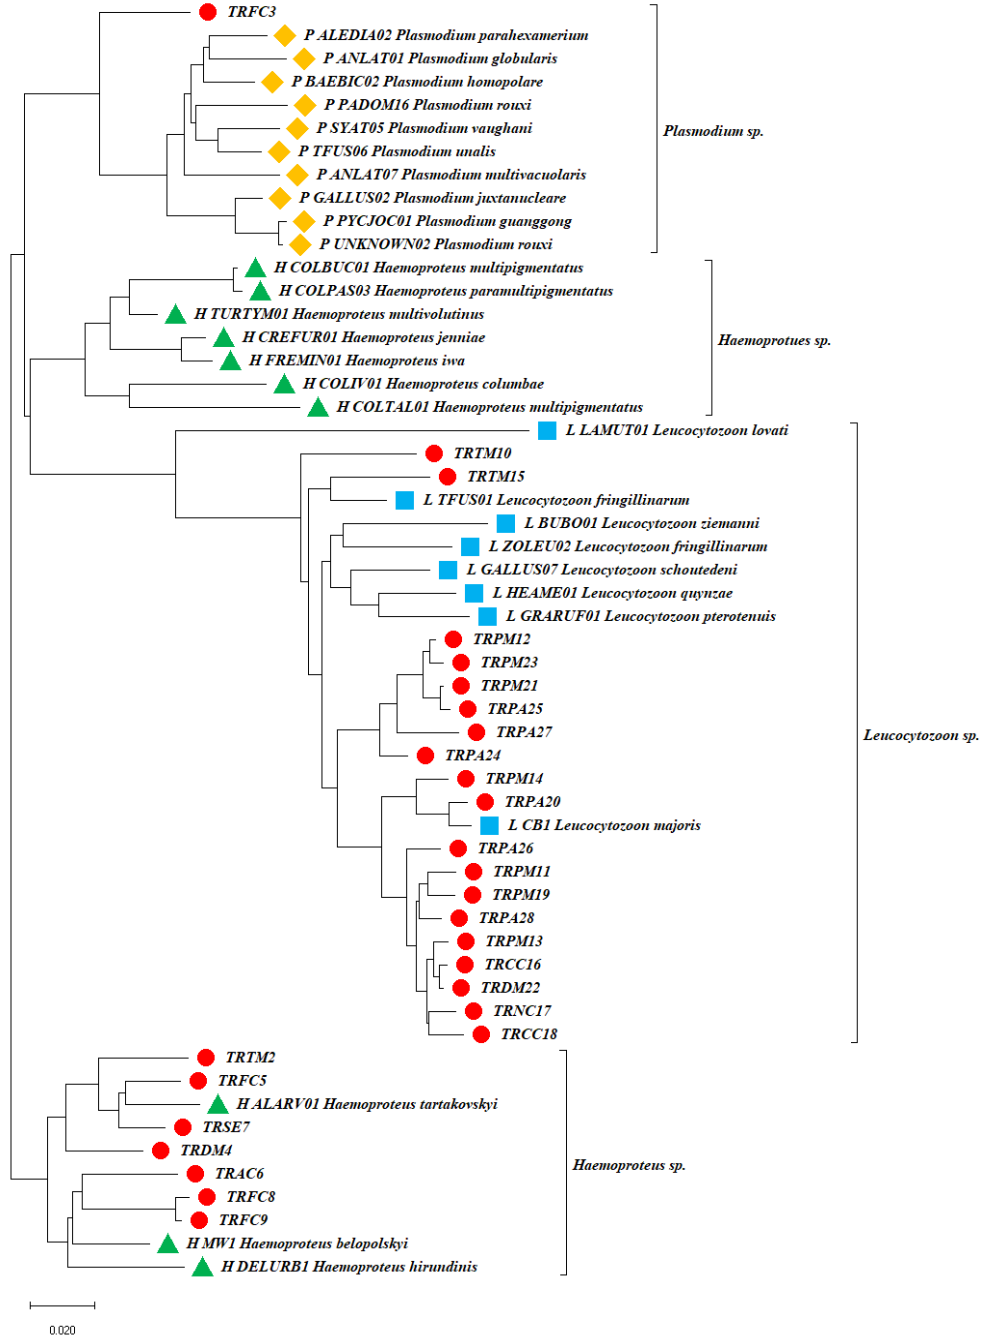 TRFC3
P ALEDIA02 Plasmodium parahexamerium
P ANLAT01 Plasmodium globularis
P BAEBIC02 Plasmodium homopolare
P PADOM16 Plasmodium rouxi
P SYAT05 Plasmodium vaughani
P TFUS06 Plasmodium unalis
P ANLAT07 Plasmodium multivacuolaris
P GALLUS02 Plasmodium juxtanucleare
P PYCJOC01 Plasmodium guanggong
P UNKNOWN02 Plasmodium rouxi
Plasmodium sp.
H COLBUC01 Haemoproteus multipigmentatus
H COLPAS03 Haemoproteus paramultipigmentatus
H TURTYM01 Haemoproteus multivolutinus
H CREFUR01 Haemoproteus jenniae
H FREMIN01 Haemoproteus iwa
H COLIV01 Haemoproteus columbae
H COLTAL01 Haemoproteus multipigmentatus
Haemoprotues sp.
L LAMUT01 Leucocytozoon lovati
TRTM10
TRTM15
L TFUS01 Leucocytozoon fringillinarum
L BUBO01 Leucocytozoon ziemanni
L ZOLEU02 Leucocytozoon fringillinarum
L GALLUS07 Leucocytozoon schoutedeni
L HEAME01 Leucocytozoon quynzae
L GRARUF01 Leucocytozoon pterotenuis
TRPM12
TRPM23
TRPM21
TRPA25
TRPA27
TRPA24
TRPM14
TRPA20
L CB1 Leucocytozoon majoris
TRPA26
TRPM11
TRPM19
TRPA28
TRPM13
TRCC16
TRDM22
TRNC17
TRCC18
Leucocytozoon sp.
TRTM2
TRFC5
H ALARV01 Haemoproteus tartakovskyi
TRSE7
TRDM4
TRAC6
TRFC8
TRFC9
H MW1 Haemoproteus belopolskyi
H DELURB1 Haemoproteus hirundinis
Haemoproteus sp.
0.020